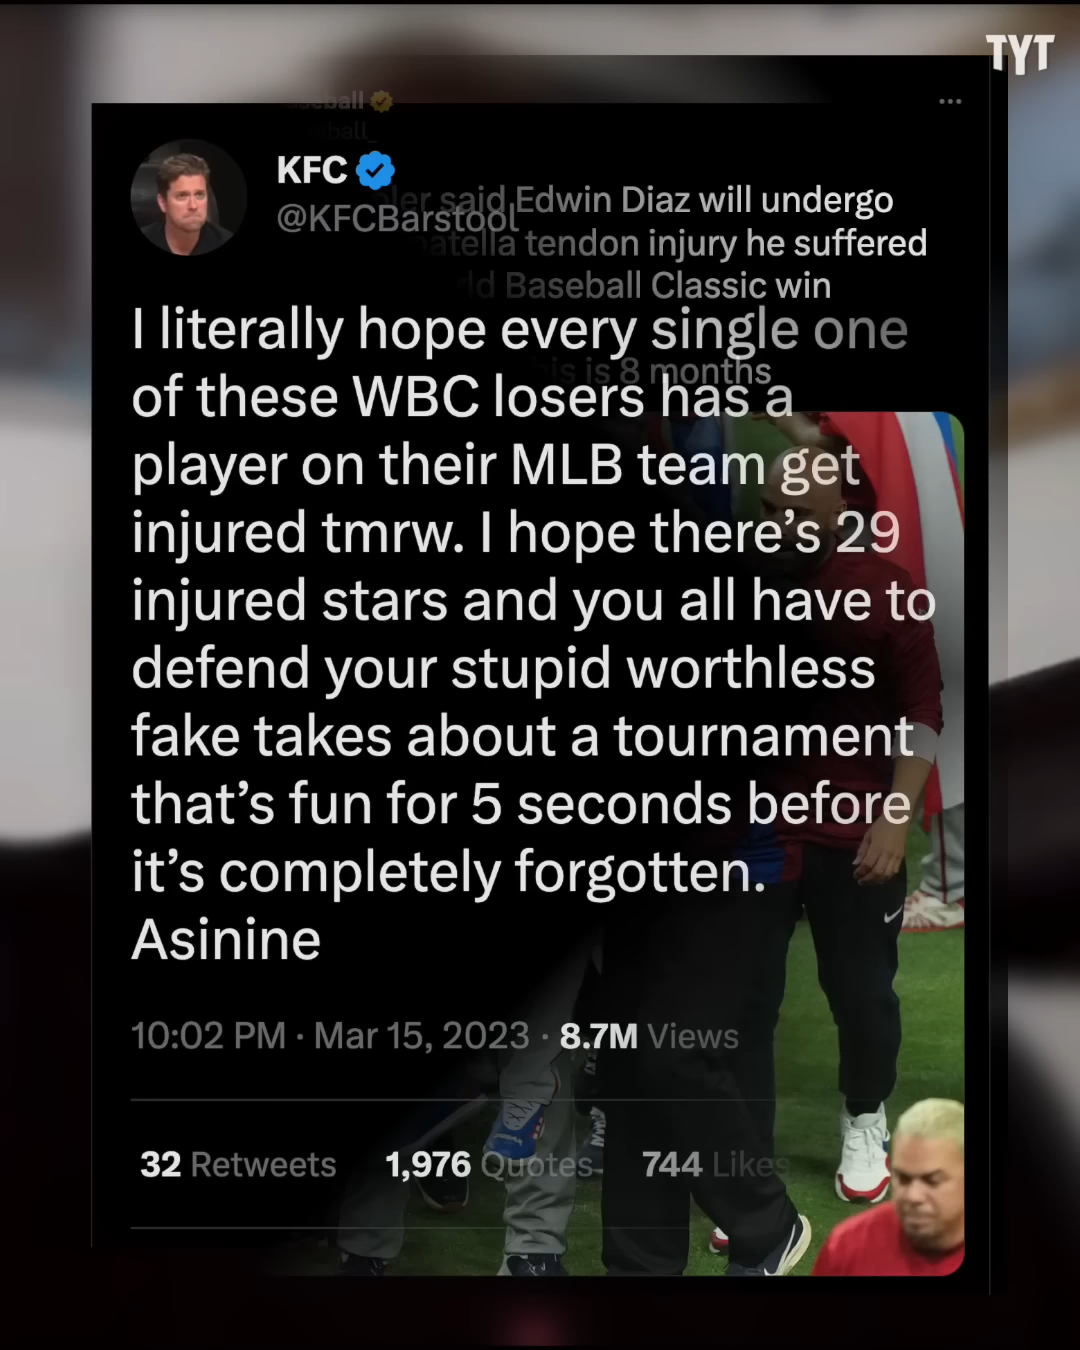 TYT
KFC
@KFCBarstool
said Edwin Diaz will undergo
tendon injury he suffered
Baseball Classic win
is 8 months
I literally hope every single one
of these WBC losers has a
player on their MLB team get
injured tmrw. I hope there’s 29
injured stars and you all have to
defend your stupid worthless
fake takes about a tournament
that’s fun for 5 seconds before
it’s completely forgotten.
Asinine
10:02 PM · Mar 15, 2023 · 8.7M Views
32 Retweets 1,976 Quotes 744 Likes